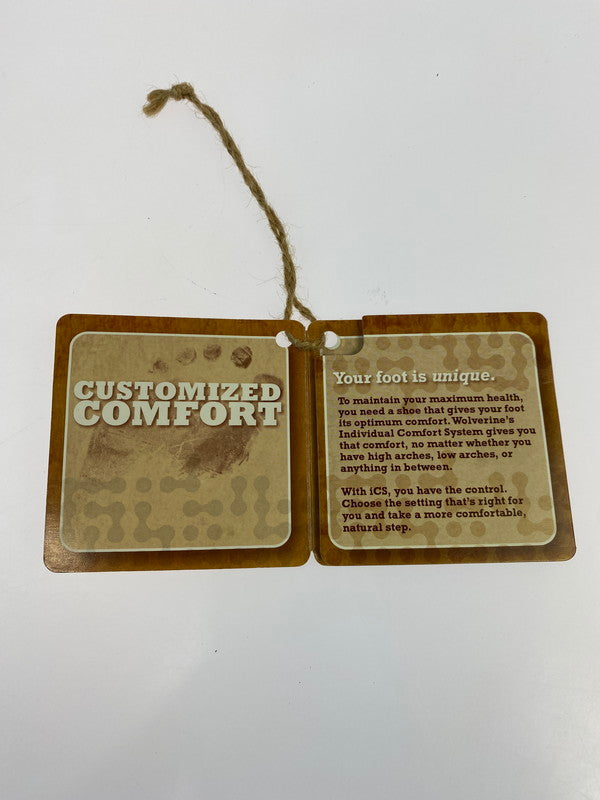 CUSTOMIZED
COMFORT
Your foot is unique.
To maintain your maximum health,
you need a shoe that gives your foot
its optimum comfort. Wolverine's
Individual Comfort System gives you
that comfort, no matter whether you
have high arches, low arches, or
anything in between.
With iCS, you have the control.
Choose the setting that's right for
you and take a more comfortable,
natural step.